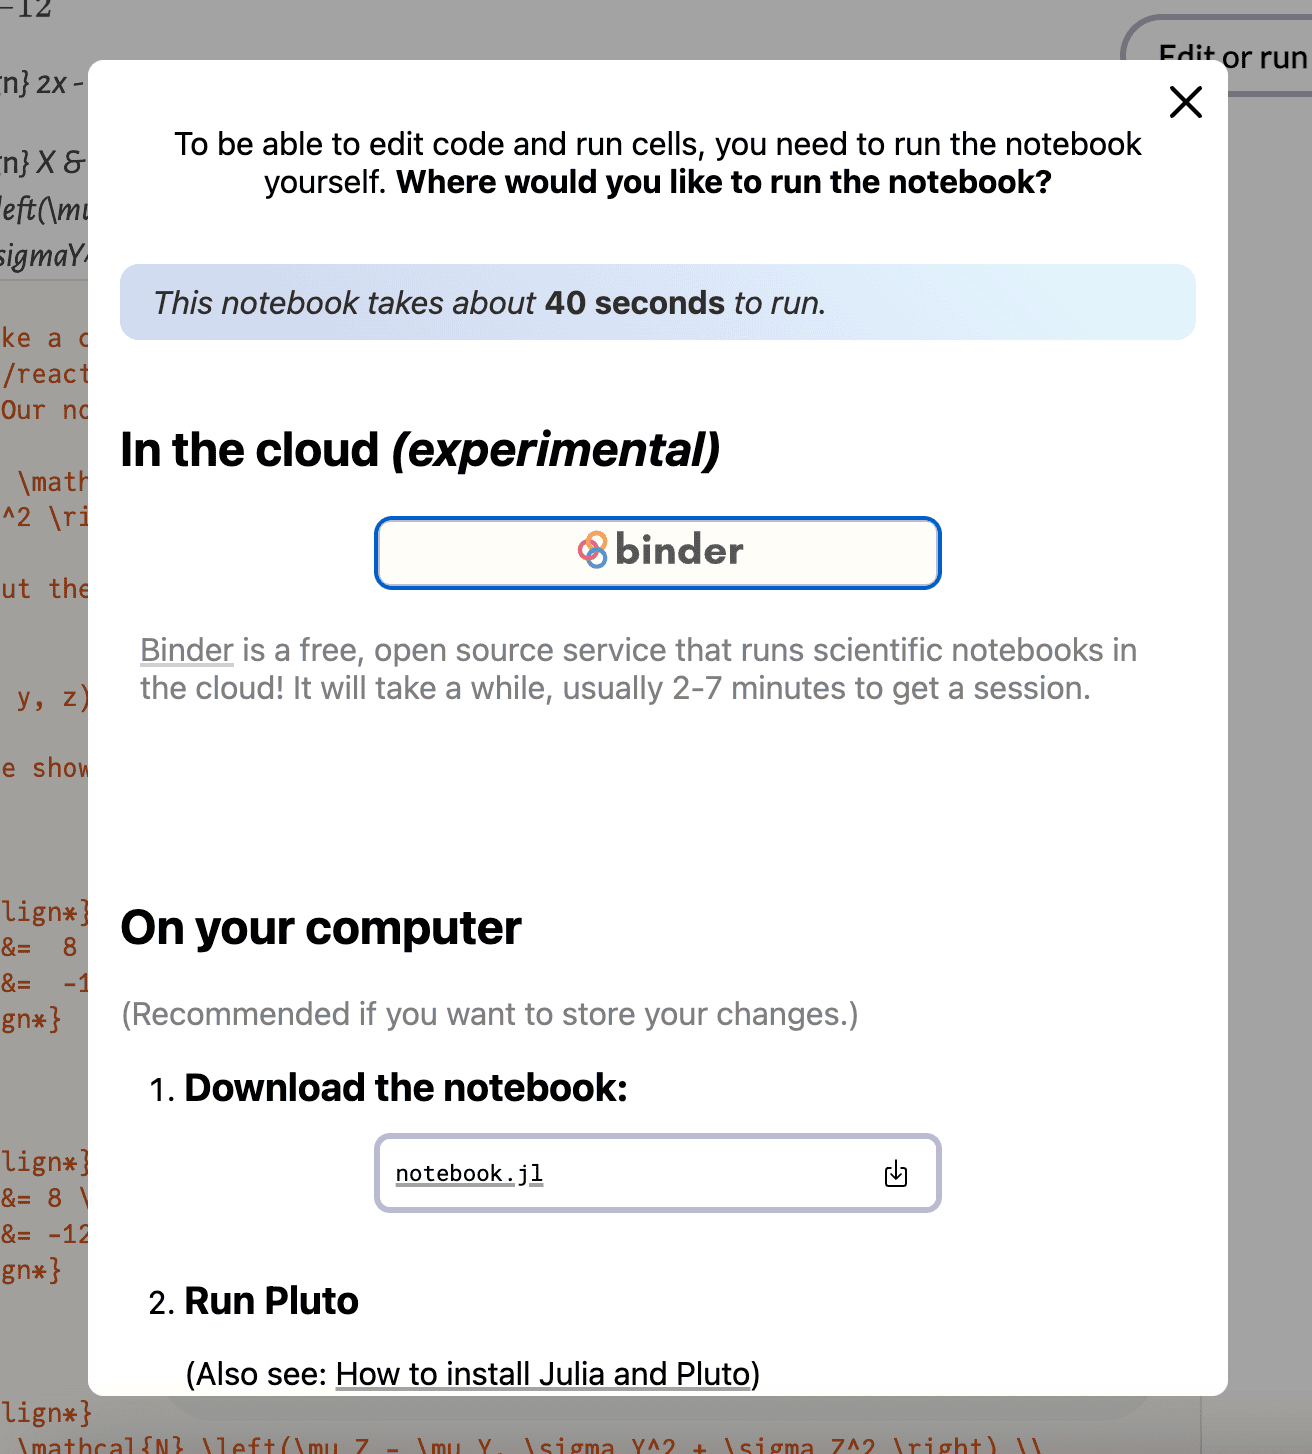 -12
Edit or run
n} 2x -
To be able to edit code and run cells, you need to run the notebook
yourself. Where would you like to run the notebook?
n} X &
left(\mu
sigmaY^
This notebook takes about 40 seconds to run.
ke a c
/react
Our no
In the cloud (experimental)
\math
^2 \ri
binder
ut the
Binder is a free, open source service that runs scientific notebooks in
the cloud! It will take a while, usually 2-7 minutes to get a session.
y, z)
e show
lign*}
On your computer
&= 8
&= -1
gn*}
(Recommended if you want to store your changes.)
1. Download the notebook:
lign*}
notebook.jl
&= 8 \
&= -12
gn*}
2. Run Pluto
(Also see: How to install Julia and Pluto)
lign*}
\mathcal{N} \left(\mu_Z - \mu_Y, \sigma_Y^2 + \sigma_Z^2 \right) \\